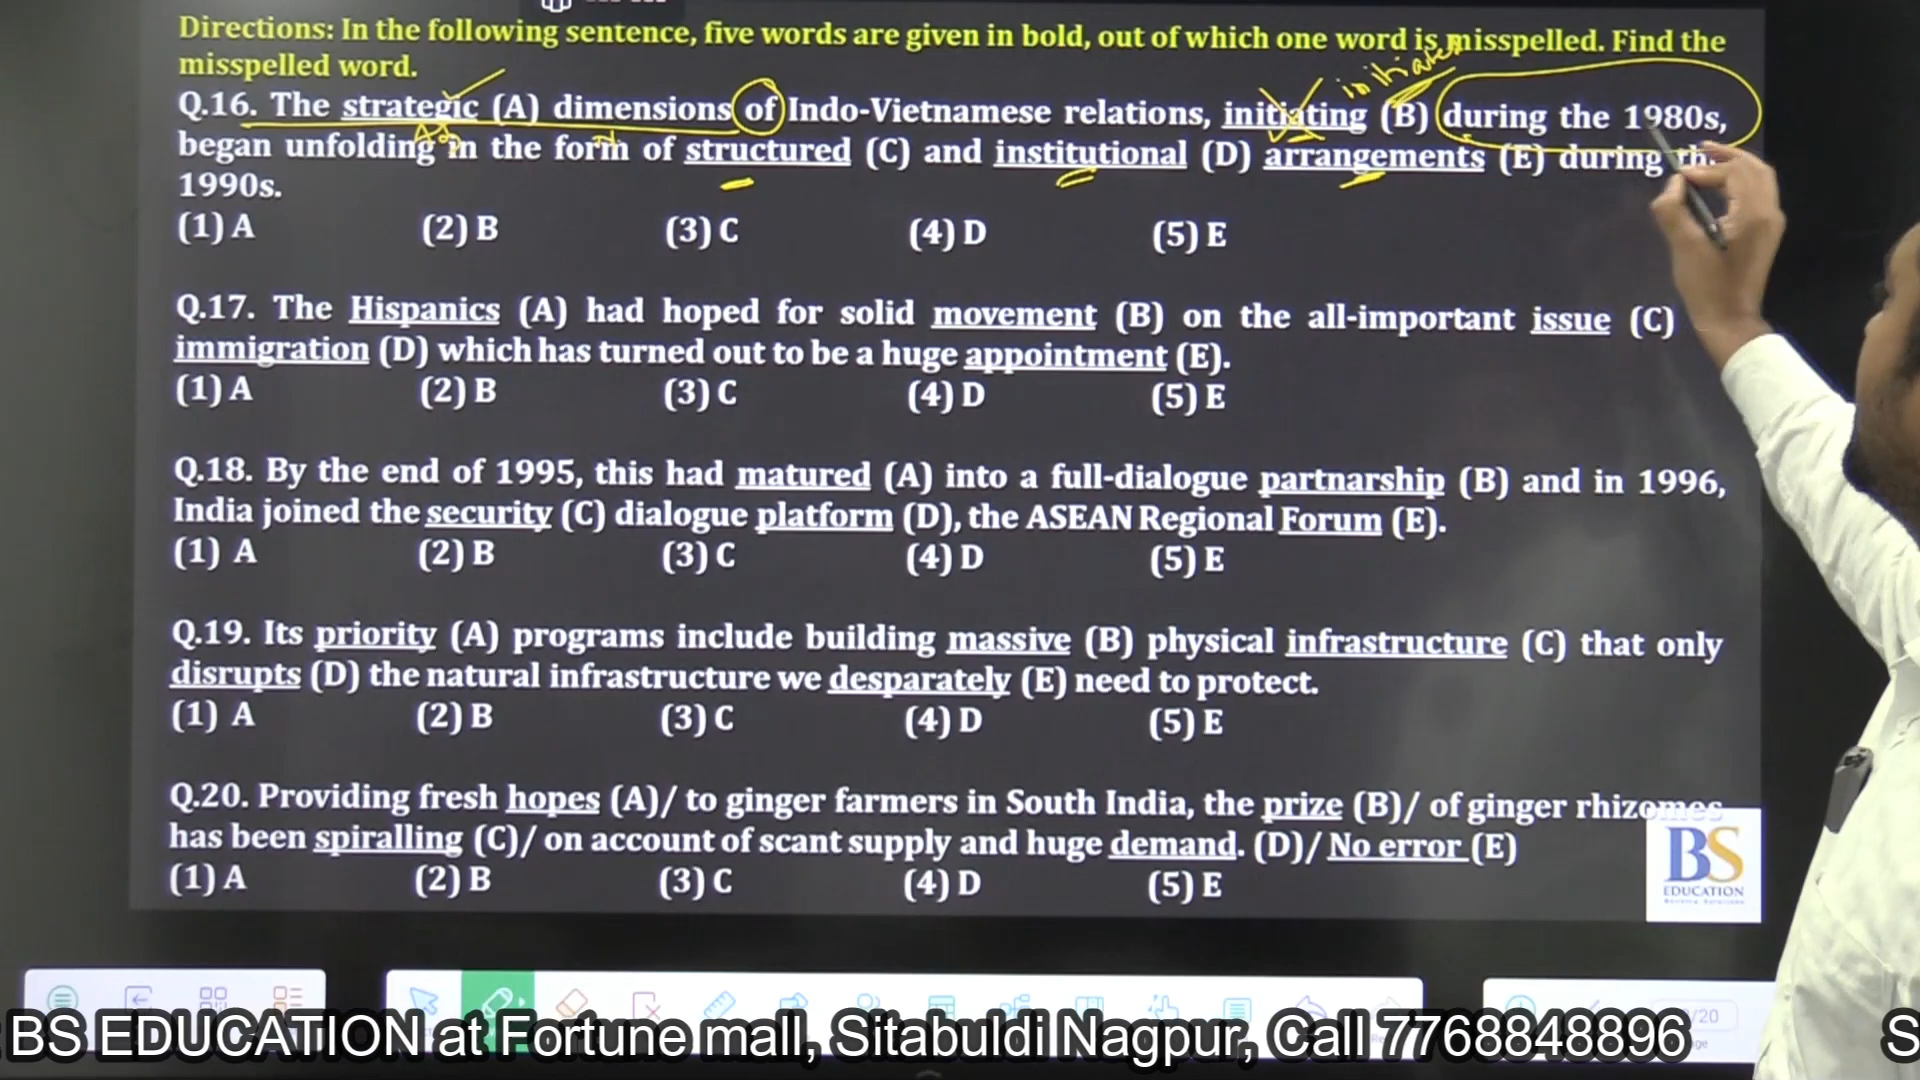 Directions: In the following sentence, five words are given in bold, out of which one word is misspelled. Find the
misspelled word.
initiated
Q.16. The strategic (A) dimensions of Indo-Vietnamese relations, initiating (B) during the 1980s,
began unfolding in the form of structured (C) and institutional (D) arrangements (E) during
1990s.
(1) A (2) B (3) C (4) D (5) E
Q.17. The Hispanics (A) had hoped for solid movement (B) on the all-important issue (C)
immigration (D) which has turned out to be a huge appointment (E).
(1) A (2) B (3) C (4) D (5) E
Q.18. By the end of 1995, this had matured (A) into a full-dialogue partnarship (B) and in 1996,
India joined the security (C) dialogue platform (D), the ASEAN Regional Forum (E).
(1) A (2) B (3) C (4) D (5) E
Q.19. Its priority (A) programs include building massive (B) physical infrastructure (C) that only
disrupts (D) the natural infrastructure we desparately (E) need to protect.
(1) A (2) B (3) C (4) D (5) E
Q.20. Providing fresh hopes (A)/ to ginger farmers in South India, the prize (B)/ of ginger rhizomes
has been spiralling (C)/ on account of scant supply and huge demand. (D)/ No error (E)
(1) A (2) B (3) C (4) D (5) E
BS
EDUCATION
/20
BS EDUCATION at Fortune mall, Sitabuldi Nagpur, Call 7768848896 S